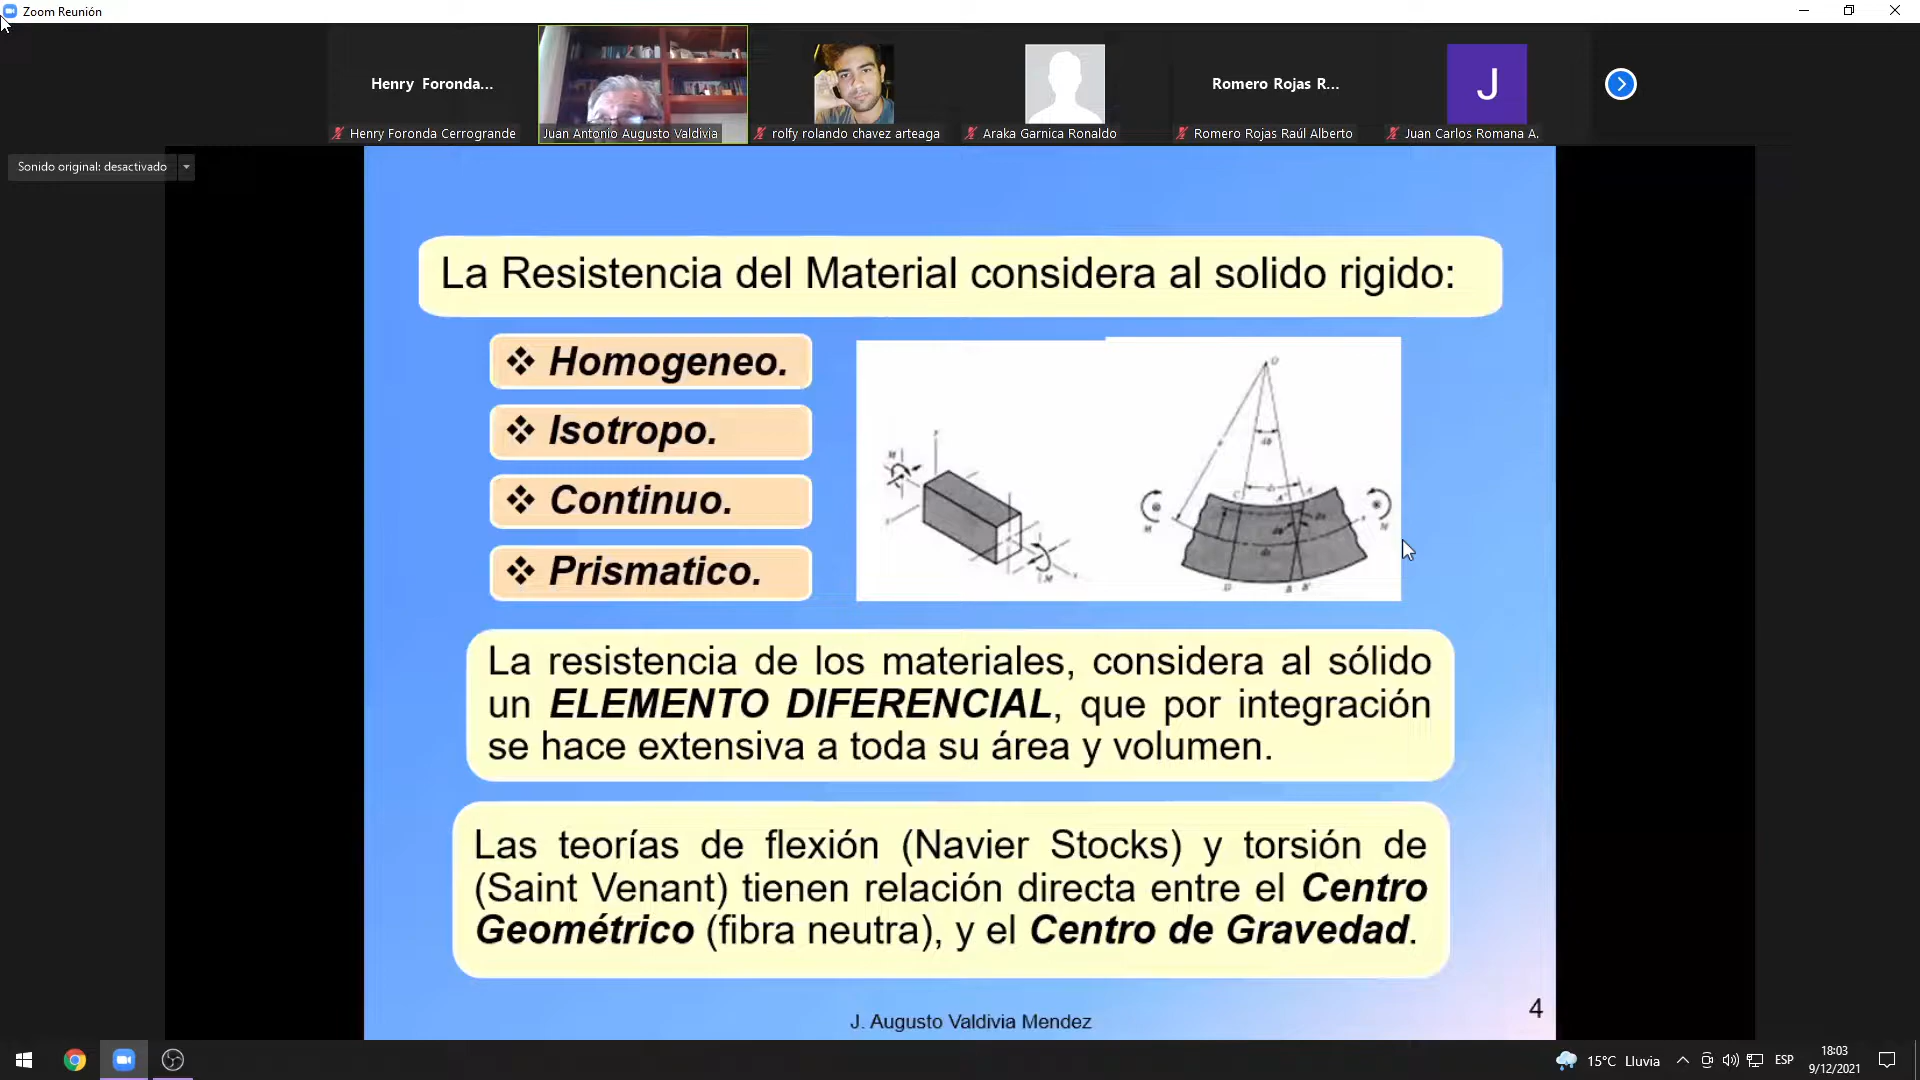 Zoom Reunión
Henry Foronda...
Romero Rojas R...
J
Henry Foronda Cerrogrande
Juan Antonio Augusto Valdivia
rolfy rolando chavez arteaga
Araka Garnica Ronaldo
Romero Rojas Raúl Alberto
Juan Carlos Romana A.
Sonido original: desactivado
La Resistencia del Material considera al solido rigido:
❖ Homogeneo.
❖ Isotropo.
❖ Continuo.
❖ Prismatico.
La resistencia de los materiales, considera al sólido
un ELEMENTO DIFERENCIAL, que por integración
se hace extensiva a toda su área y volumen.
Las teorías de flexión (Navier Stocks) y torsión de
(Saint Venant) tienen relación directa entre el Centro
Geométrico (fibra neutra), y el Centro de Gravedad.
4
J. Augusto Valdivia Mendez
15°C Lluvia
ESP
18:03
9/12/2021